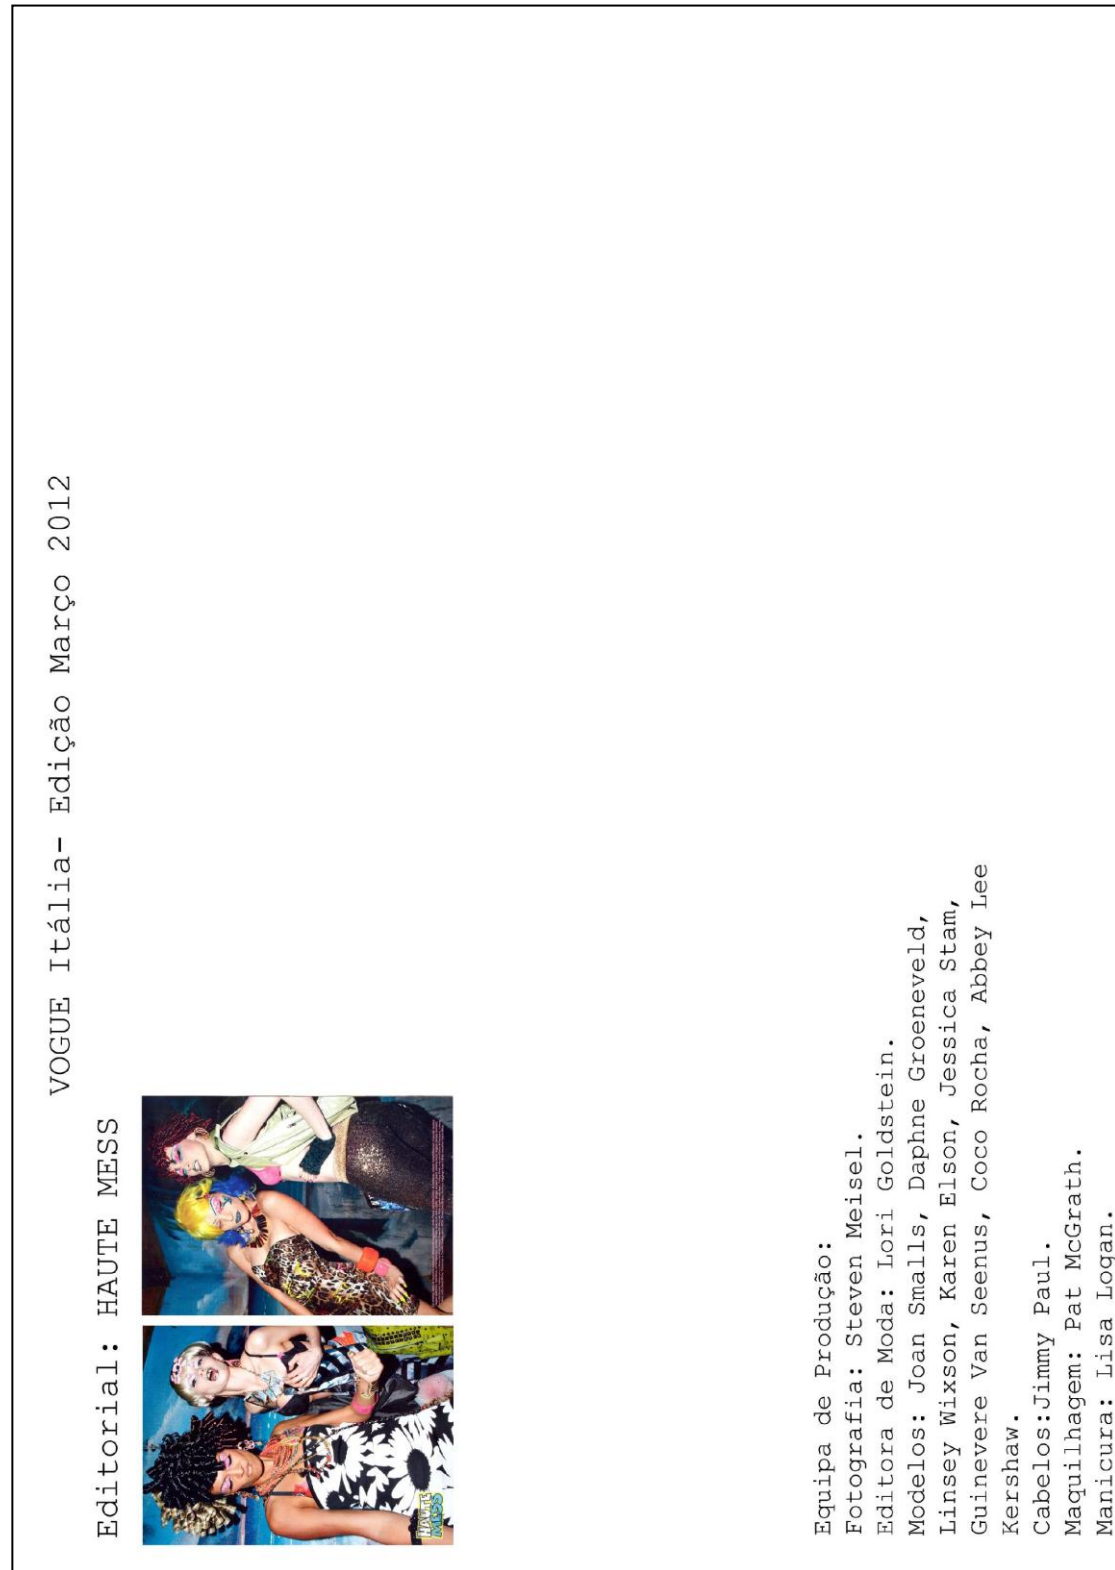 VOGUE Itália- Edição Março 2012
Editorial: HAUTE MESS
HAUTE
MESS
Equipa de Produção:
Fotografia: Steven Meisel.
Editora de Moda: Lori Goldstein.
Modelos: Joan Smalls, Daphne Groeneveld,
Linsey Wixson, Karen Elson, Jessica Stam,
Guinevere Van Seenus, Coco Rocha, Abbey Lee
Kershaw.
Cabelos:Jimmy Paul.
Maquilhagem: Pat McGrath.
Manicura: Lisa Logan.